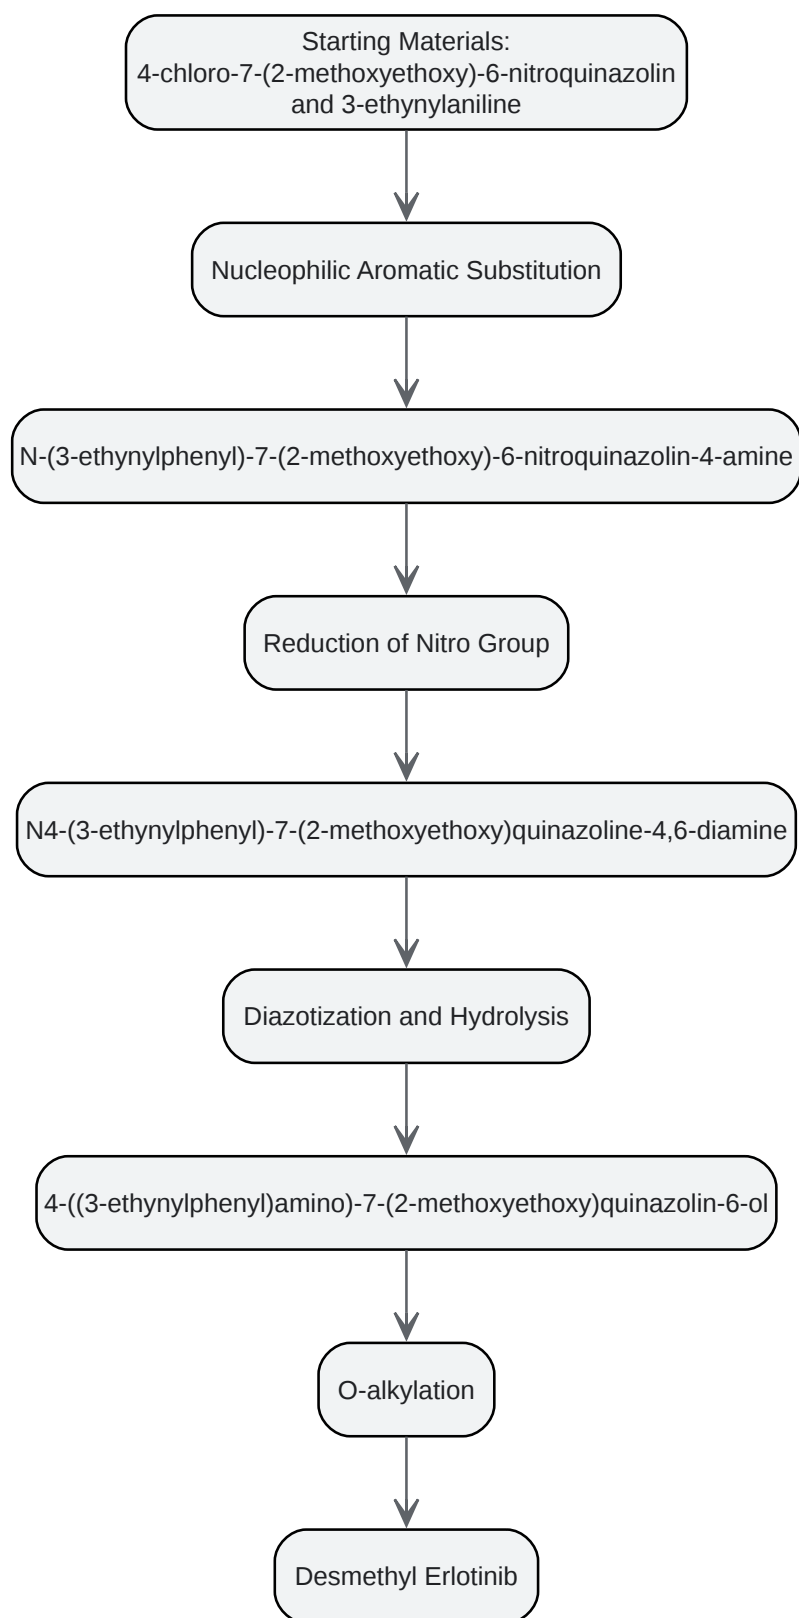 Starting Materials:
4-chloro-7-(2-methoxyethoxy)-6-nitroquinazolin
and 3-ethynylaniline
Nucleophilic Aromatic Substitution
N-(3-ethynylphenyl)-7-(2-methoxyethoxy)-6-nitroquinazolin-4-amine
Reduction of Nitro Group
N4-(3-ethynylphenyl)-7-(2-methoxyethoxy)quinazoline-4,6-diamine
Diazotization and Hydrolysis
4-((3-ethynylphenyl)amino)-7-(2-methoxyethoxy)quinazolin-6-ol
O-alkylation
Desmethyl Erlotinib